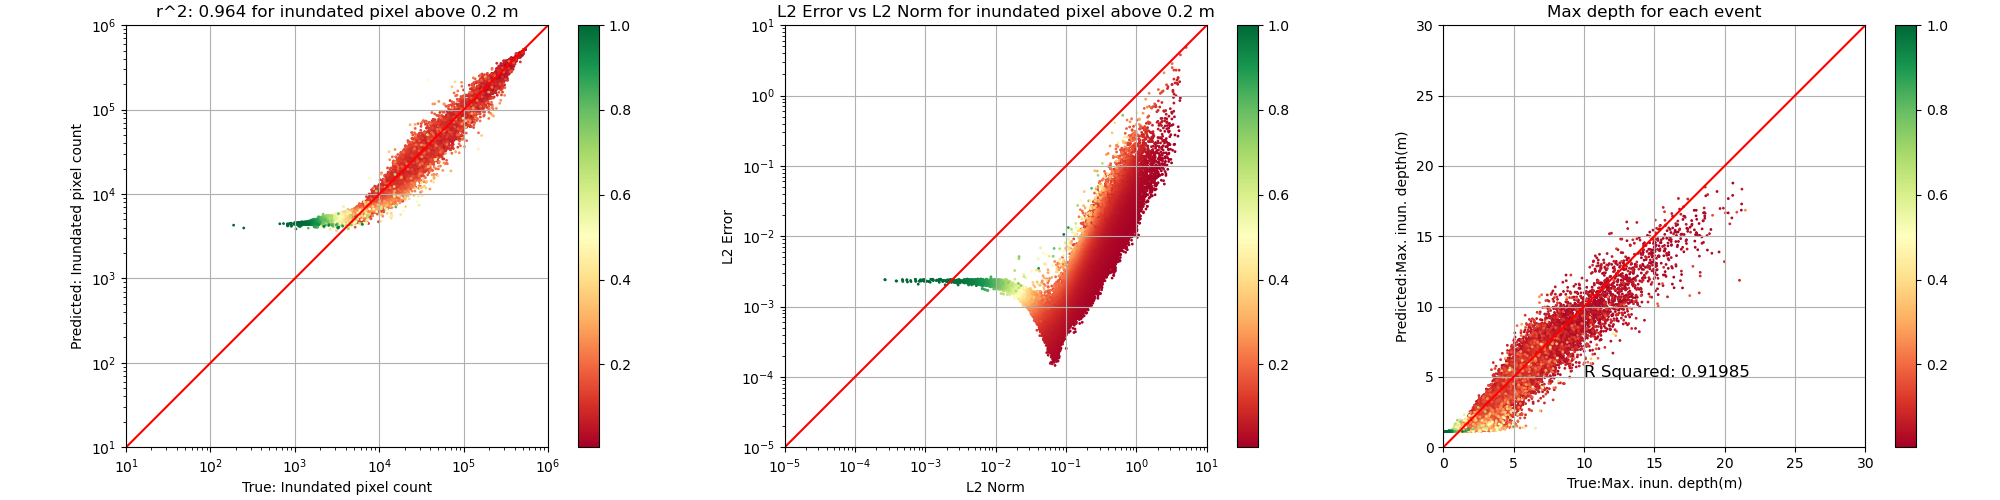 r^2: 0.964 for inundated pixel above 0.2 m
Predicted: Inundated pixel count
10^6
10^5
10^4
10^3
10^2
10^1
10^1 10^2 10^3 10^4 10^5 10^6
True: Inundated pixel count
1.0
0.8
0.6
0.4
0.2
L2 Error vs L2 Norm for inundated pixel above 0.2 m
L2 Error
10^1
10^0
10^-1
10^-2
10^-3
10^-4
10^-5
10^-5 10^-4 10^-3 10^-2 10^-1 10^0 10^1
L2 Norm
1.0
0.8
0.6
0.4
0.2
Max depth for each event
Predicted:Max. inun. depth(m)
30
25
20
15
10
5
0
R Squared: 0.91985
0 5 10 15 20 25 30
True:Max. inun. depth(m)
1.0
0.8
0.6
0.4
0.2